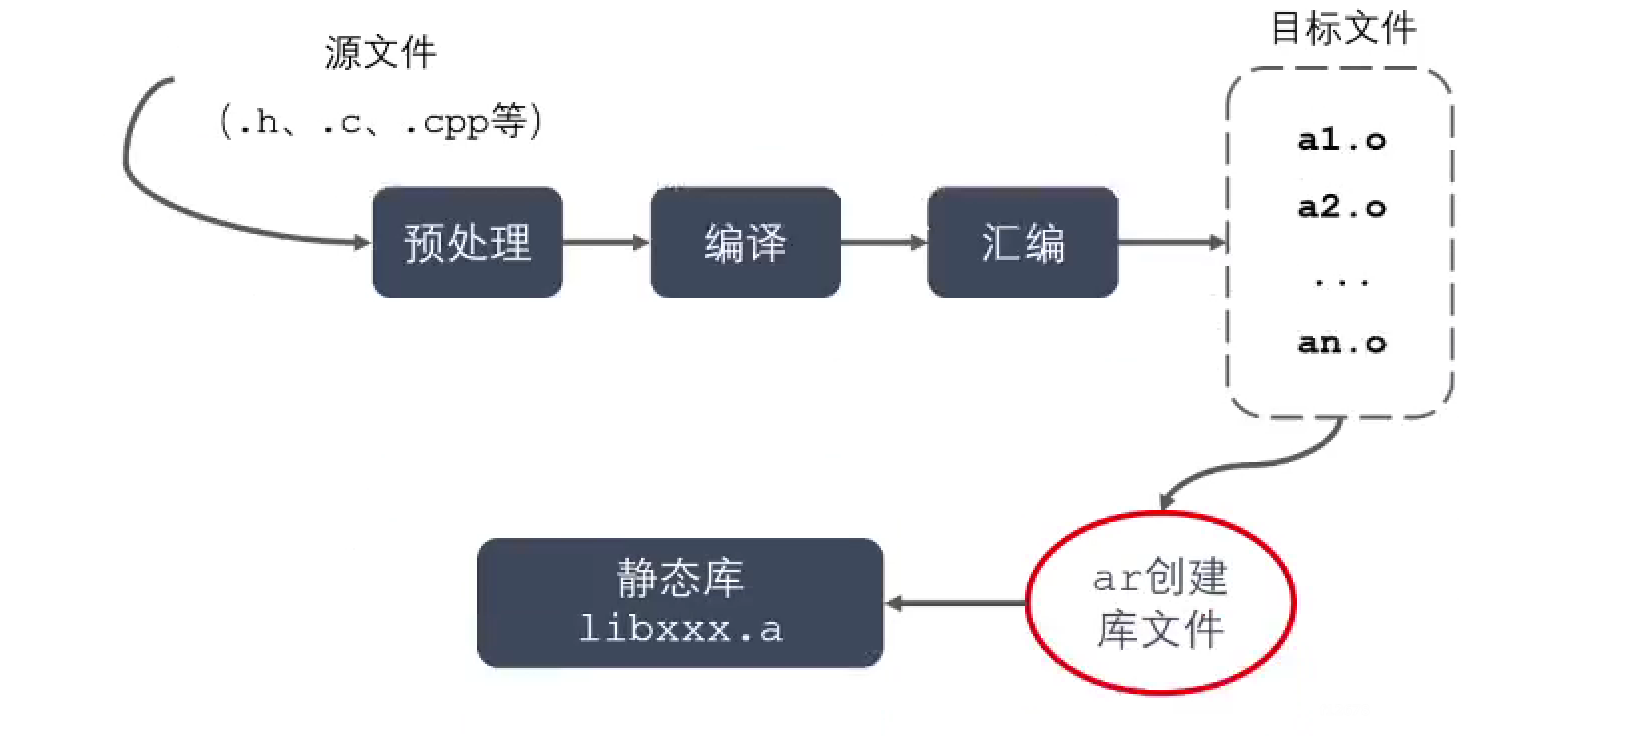 源文件
(.h、.c、.cpp等)
目标文件
a1.o
a2.o
...
an.o
预处理
编译
汇编
ar创建
库文件
静态库
libxxx.a